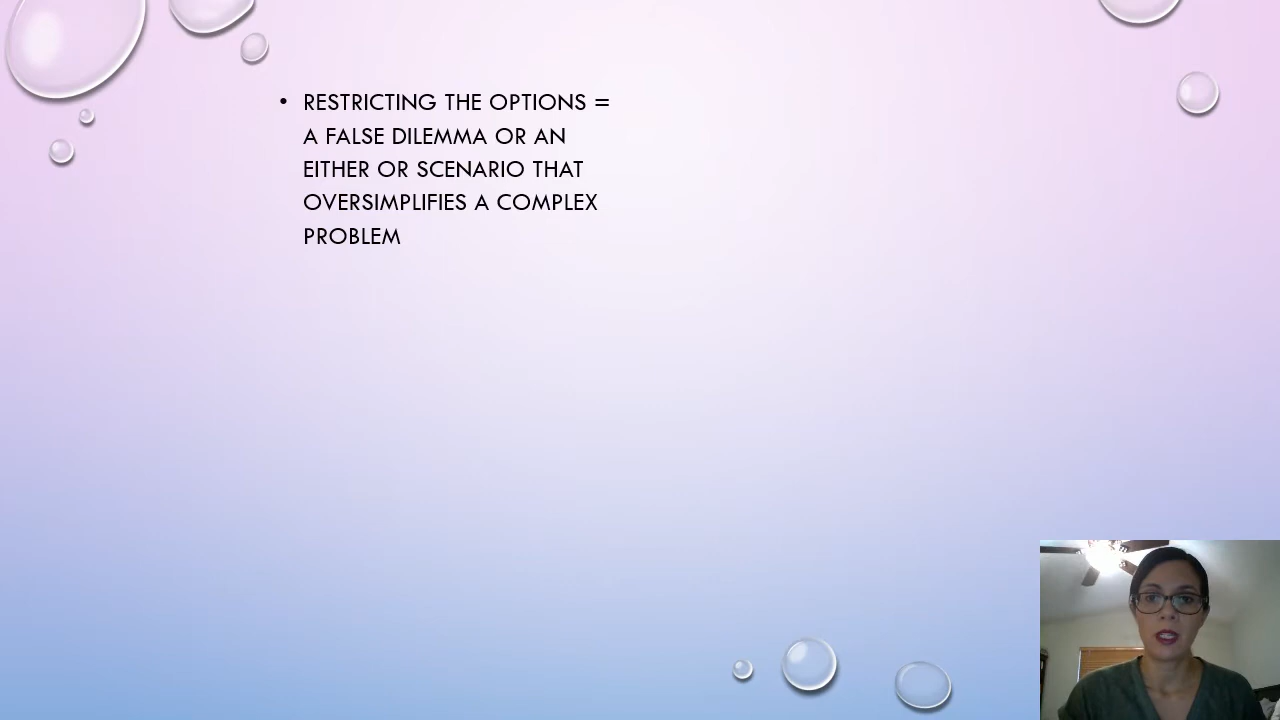 • RESTRICTING THE OPTIONS =
A FALSE DILEMMA OR AN
EITHER OR SCENARIO THAT
OVERSIMPLIFIES A COMPLEX
PROBLEM